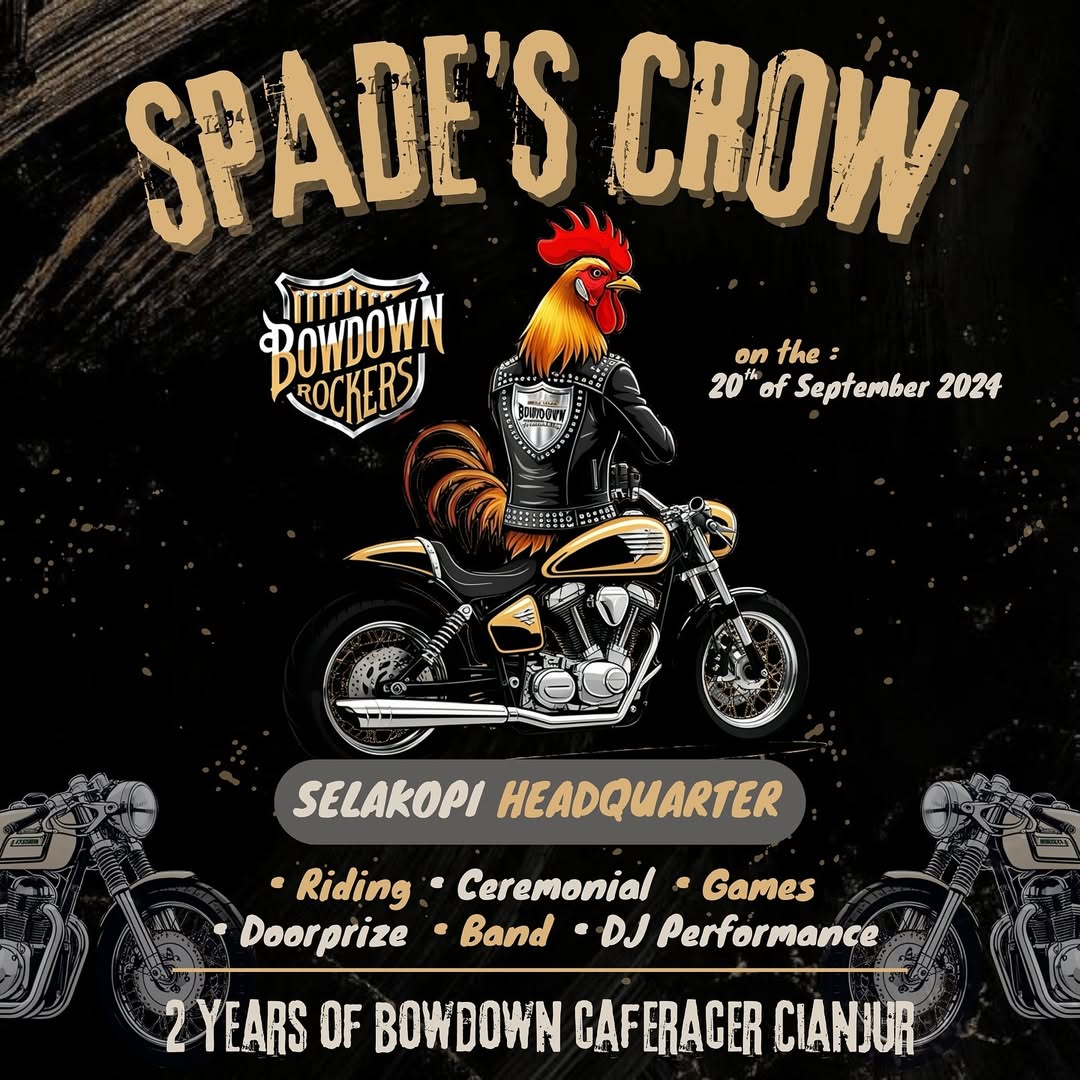 SPADE'S CROW
BOWDOWN
ROCKERS
on the :
20th of September 2024
BOWDOWN
SELAKOPI HEADQUARTER
• Riding • Ceremonial • Games
• Doorprize • Band • DJ Performance
2 YEARS OF BOWDOWN CAFERACER CIANJUR